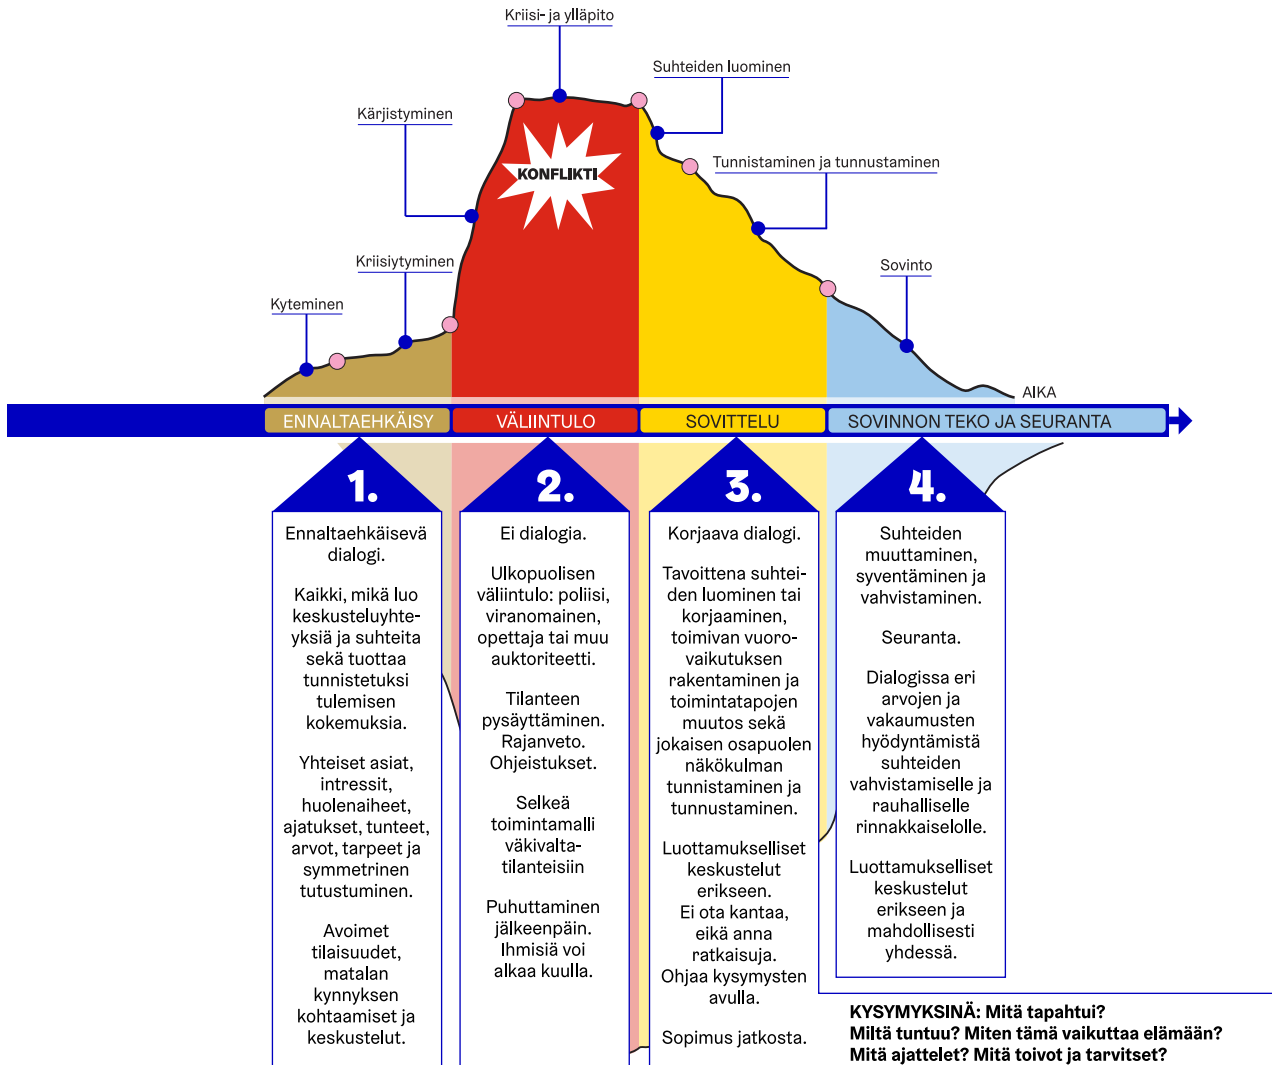 Kriisi- ja ylläpito
Suhteiden luominen
Kärjistyminen
Tunnistaminen ja tunnustaminen
KONFLIKTI
Kriisiytyminen
Sovinto
Kyteminen
AIKA
ENNALTAEHKÄISY
VÄLIINTULO
SOVITTELU
SOVINNON TEKO JA SEURANTA
1.
Ennaltaehkäisevä
dialogi.
Kaikki, mikä luo
keskusteluyhte-
yksiä ja suhteita
sekä tuottaa
tunnistetuksi
tulemisen
kokemuksia.
Yhteiset asiat,
intressit,
huolenaiheet,
ajatukset, tunteet,
arvot, tarpeet ja
symmetrinen
tutustuminen.
Avoimet
tilaisuudet,
matalan
kynnyksen
kohtaamiset ja
keskustelut.
2.
Ei dialogia.
Ulkopuolisen
väliintulo: poliisi,
viranomainen,
opettaja tai muu
auktoriteetti.
Tilanteen
pysäyttäminen.
Rajanveto.
Ohjeistukset.
Selkeä
toimintamalli
väkivalta-
tilanteisiin
Puhuttaminen
jälkeenpäin.
Ihmisiä voi
alkaa kuulla.
3.
Korjaava dialogi.
Tavoittena suhtei-
den luominen tai
korjaaminen,
toimivan vuoro-
vaikutuksen
rakentaminen ja
toimintatapojen
muutos sekä
jokaisen osapuolen
näkökulman
tunnistaminen ja
tunnustaminen.
Luottamukselliset
keskustelut
erikseen.
Ei ota kantaa,
eikä anna
ratkaisuja.
Ohjaa kysymysten
avulla.
Sopimus jatkosta.
4.
Suhteiden
muuttaminen,
syventäminen ja
vahvistaminen.
Seuranta.
Dialogissa eri
arvojen ja
vakaumusten
hyödyntämistä
suhteiden
vahvistamiselle ja
rauhalliselle
rinnakkaiselolle.
Luottamukselliset
keskustelut
erikseen ja
mahdollisesti
yhdessä.
KYSYMYKSINÄ: Mitä tapahtui?
Miltä tuntuu? Miten tämä vaikuttaa elämään?
Mitä ajattelet? Mitä toivot ja tarvitset?